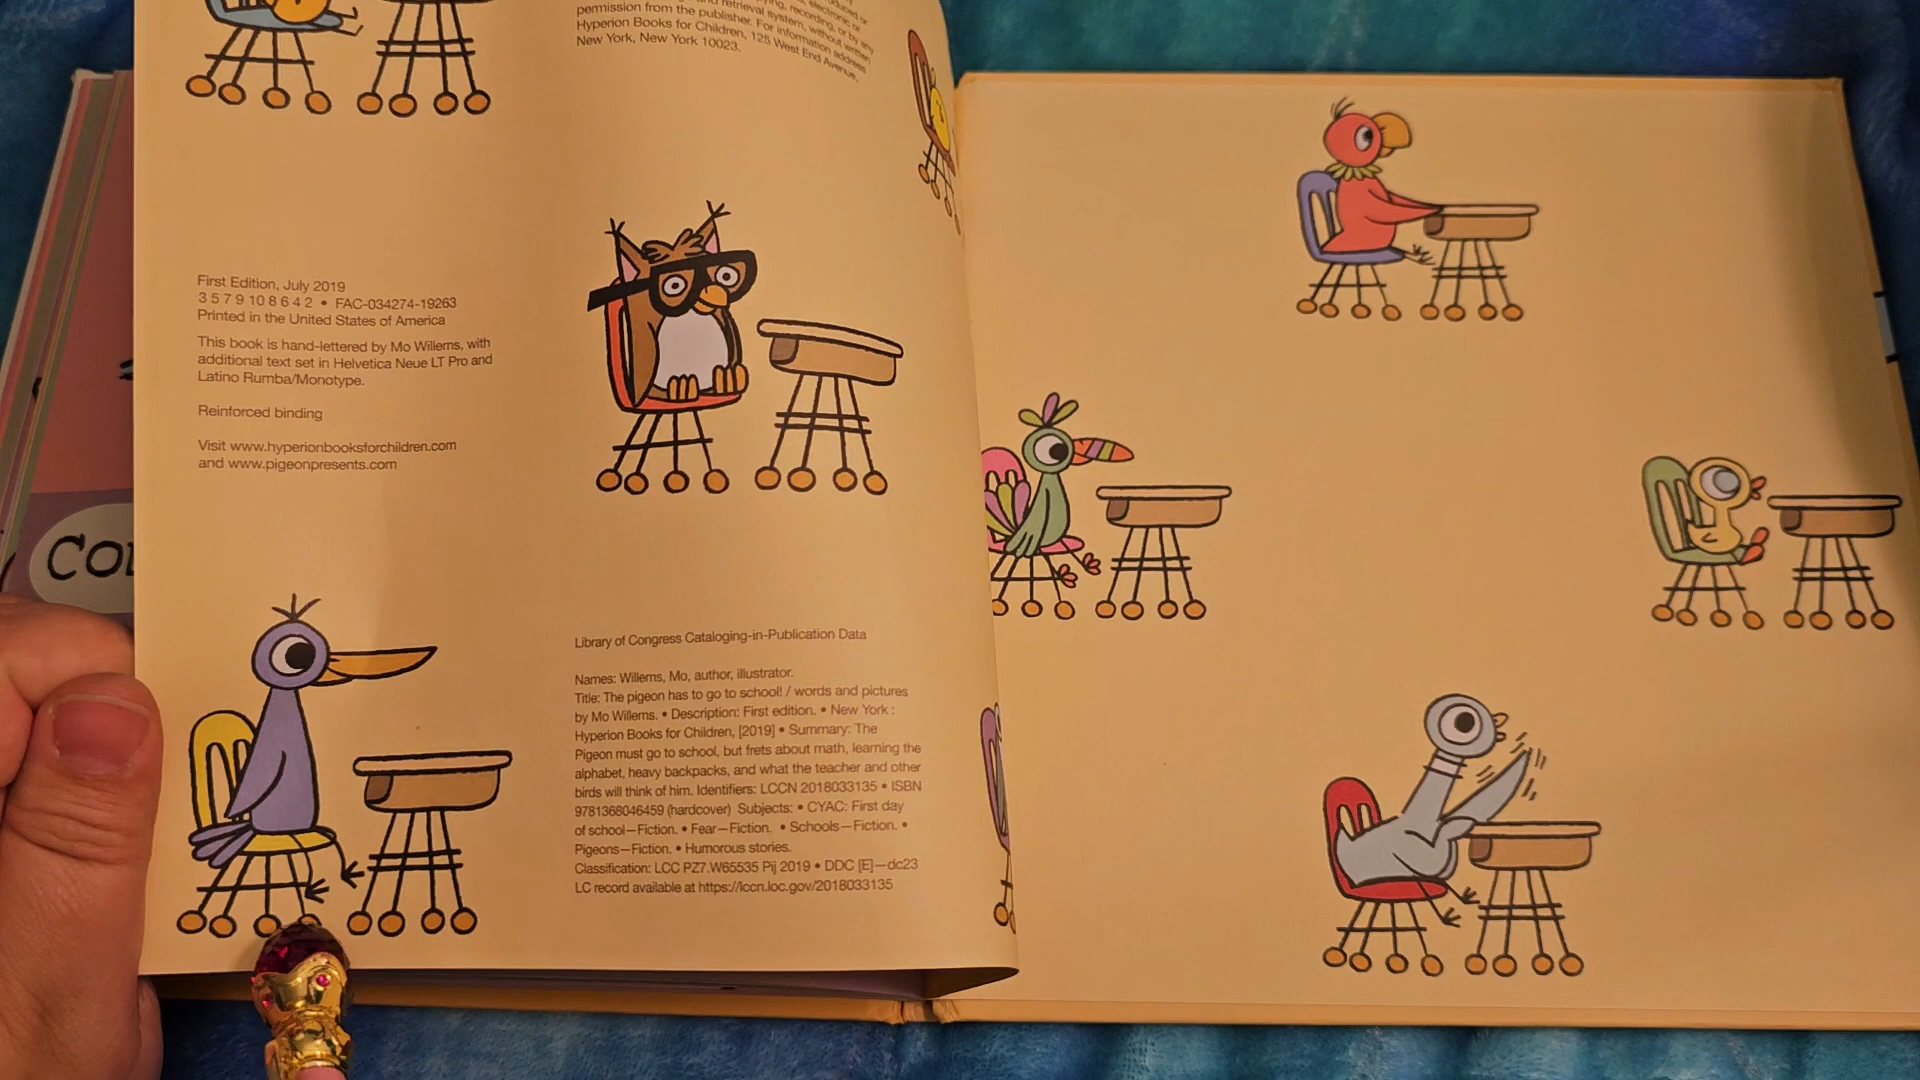 permission from the publisher. For information address
Hyperion Books for Children, 125 West End Avenue,
New York, New York 10023.
First Edition, July 2019
3 5 7 9 10 8 6 4 2 • FAC-034274-19263
Printed in the United States of America
This book is hand-lettered by Mo Willems, with
additional text set in Helvetica Neue LT Pro and
Latino Rumba/Monotype.
Reinforced binding
Visit www.hyperionbooksforchildren.com
and www.pigeonpresents.com
Library of Congress Cataloging-in-Publication Data
Names: Willems, Mo, author, illustrator.
Title: The pigeon has to go to school! / words and pictures
by Mo Willems. • Description: First edition. • New York :
Hyperion Books for Children, [2019] • Summary: The
Pigeon must go to school, but frets about math, learning the
alphabet, heavy backpacks, and what the teacher and other
birds will think of him. Identifiers: LCCN 2018033135 • ISBN
9781368046459 (hardcover) Subjects: • CYAC: First day
of school—Fiction. • Fear—Fiction. • Schools—Fiction. •
Pigeons—Fiction. • Humorous stories.
Classification: LCC PZ7.W65535 Pij 2019 • DDC [E]—dc23
LC record available at https://lccn.loc.gov/2018033135